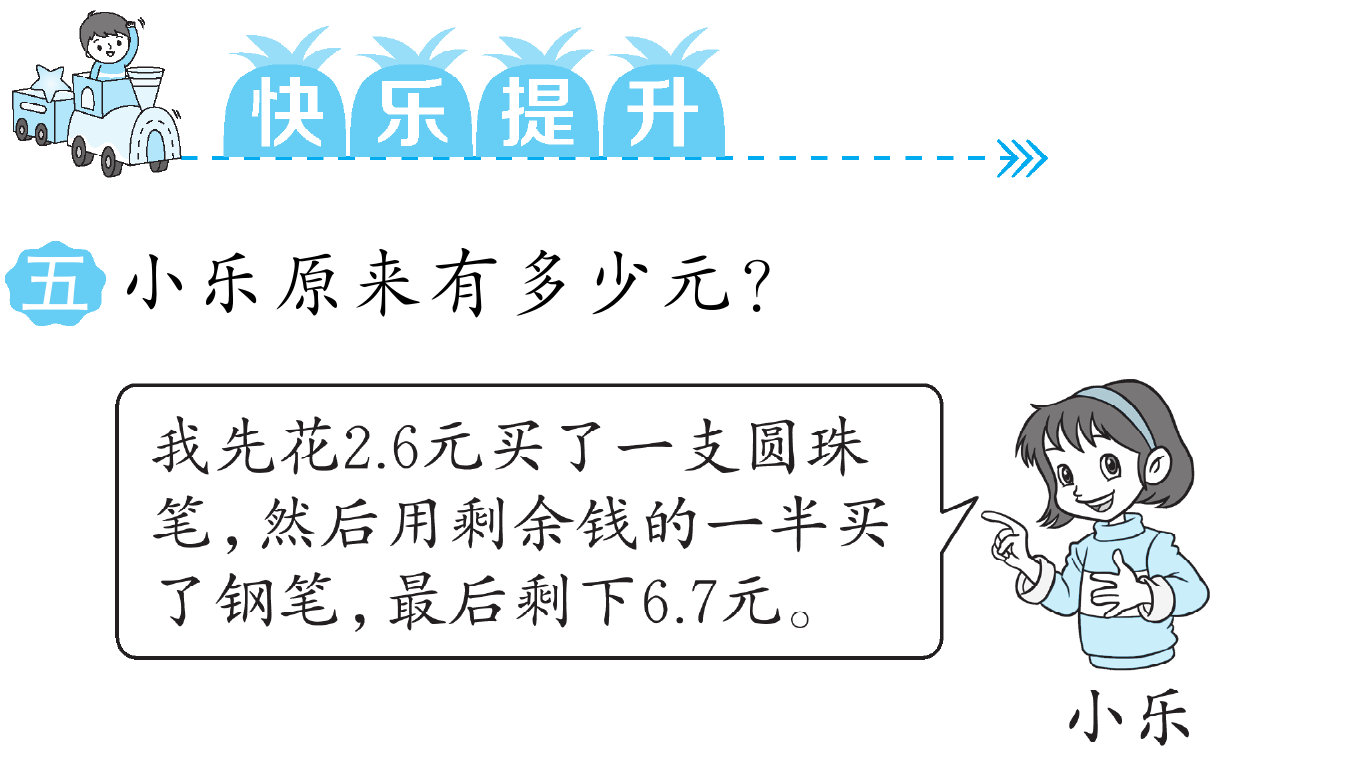 快乐提升
五 小乐原来有多少元?
我先花2.6元买了一支圆珠
笔,然后用剩余钱的一半买
了钢笔,最后剩下6.7元。
小乐